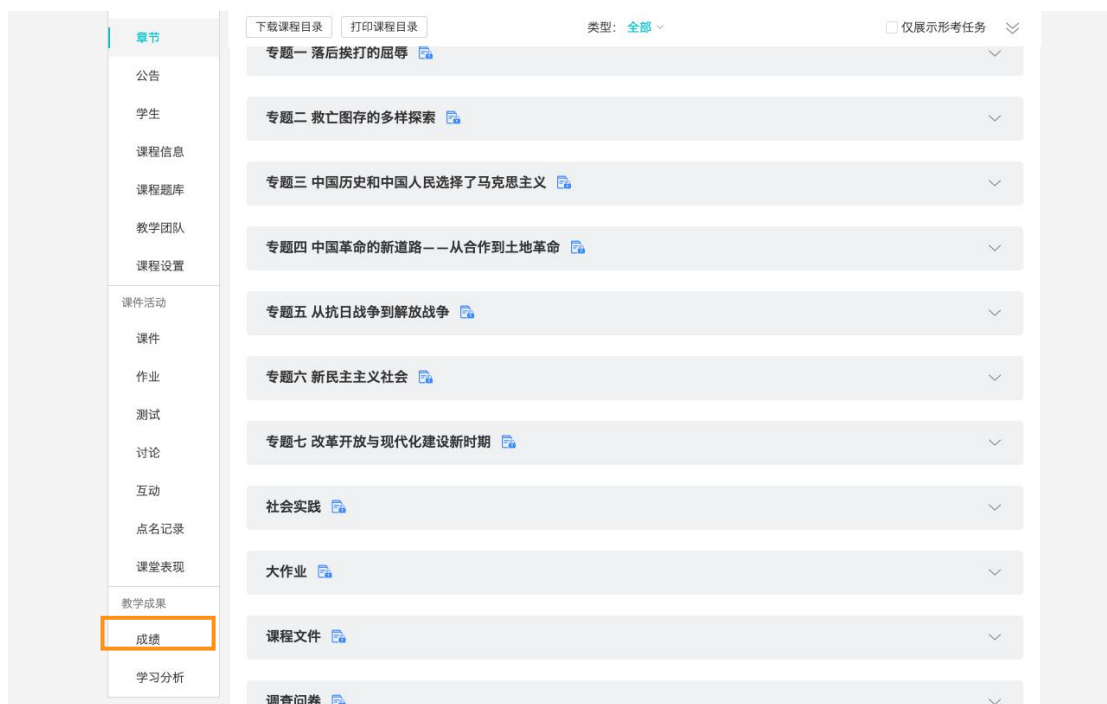 章节
公告
学生
课程信息
课程题库
教学团队
课程设置
课件活动
课件
作业
测试
讨论
互动
点名记录
课堂表现
教学成果
成绩
学习分析
下载课程目录 打印课程目录 类型: 全部 仅展示形考任务
专题一 落后挨打的屈辱
专题二 救亡图存的多样探索
专题三 中国历史和中国人民选择了马克思主义
专题四 中国革命的新道路——从合作到土地革命
专题五 从抗日战争到解放战争
专题六 新民主主义社会
专题七 改革开放与现代化建设新时期
社会实践
大作业
课程文件
调查问卷